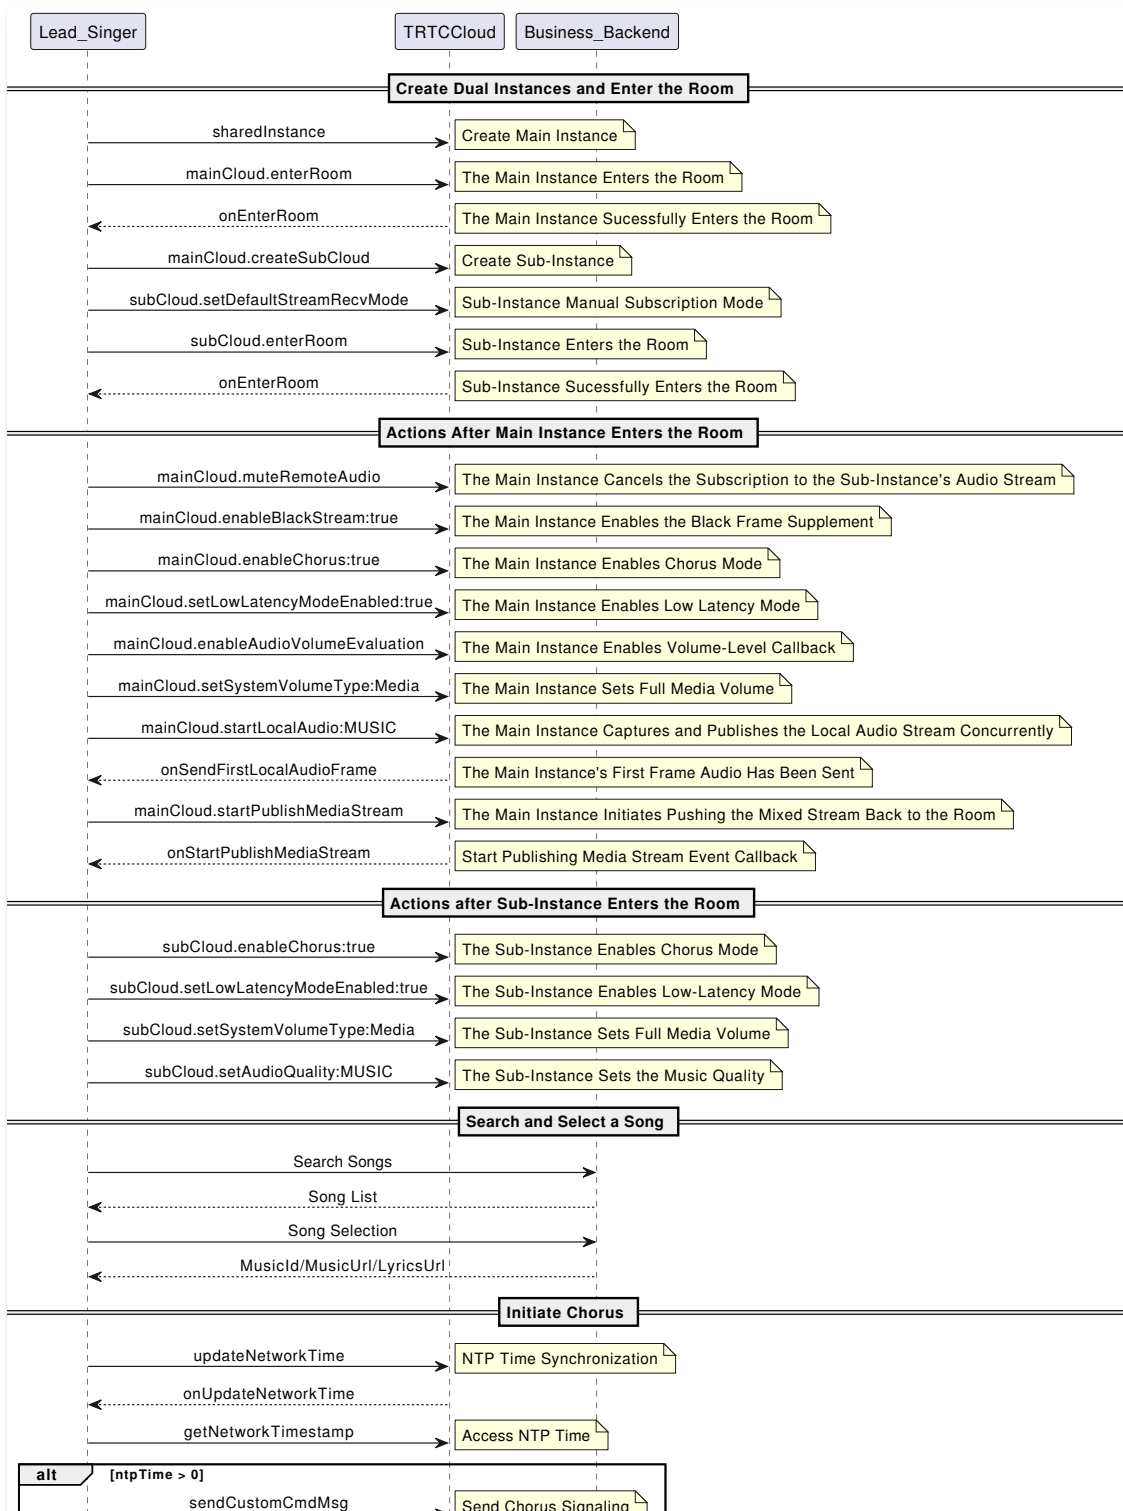 Lead_Singer TRTCCloud Business_Backend
Create Dual Instances and Enter the Room
sharedInstance Create Main Instance
mainCloud.enterRoom The Main Instance Enters the Room
onEnterRoom The Main Instance Sucessfully Enters the Room
mainCloud.createSubCloud Create Sub-Instance
subCloud.setDefaultStreamRecvMode Sub-Instance Manual Subscription Mode
subCloud.enterRoom Sub-Instance Enters the Room
onEnterRoom Sub-Instance Sucessfully Enters the Room
Actions After Main Instance Enters the Room
mainCloud.muteRemoteAudio The Main Instance Cancels the Subscription to the Sub-Instance's Audio Stream
mainCloud.enableBlackStream:true The Main Instance Enables the Black Frame Supplement
mainCloud.enableChorus:true The Main Instance Enables Chorus Mode
mainCloud.setLowLatencyModeEnabled:true The Main Instance Enables Low Latency Mode
mainCloud.enableAudioVolumeEvaluation The Main Instance Enables Volume-Level Callback
mainCloud.setSystemVolumeType:Media The Main Instance Sets Full Media Volume
mainCloud.startLocalAudio:MUSIC The Main Instance Captures and Publishes the Local Audio Stream Concurrently
onSendFirstLocalAudioFrame The Main Instance's First Frame Audio Has Been Sent
mainCloud.startPublishMediaStream The Main Instance Initiates Pushing the Mixed Stream Back to the Room
onStartPublishMediaStream Start Publishing Media Stream Event Callback
Actions after Sub-Instance Enters the Room
subCloud.enableChorus:true The Sub-Instance Enables Chorus Mode
subCloud.setLowLatencyModeEnabled:true The Sub-Instance Enables Low-Latency Mode
subCloud.setSystemVolumeType:Media The Sub-Instance Sets Full Media Volume
subCloud.setAudioQuality:MUSIC The Sub-Instance Sets the Music Quality
Search and Select a Song
Search Songs
Song List
Song Selection
MusicId/MusicUrl/LyricsUrl
Initiate Chorus
updateNetworkTime NTP Time Synchronization
onUpdateNetworkTime
getNetworkTimestamp Access NTP Time
alt [ntpTime > 0]
sendCustomCmdMsg Send Chorus Signaling